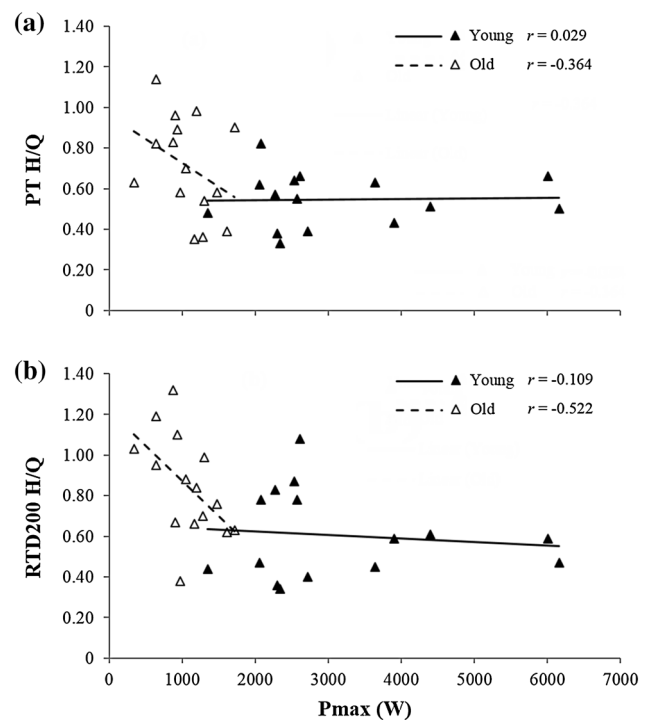 (a)
1.40
1.20
1.00
0.80
0.60
0.40
0.20
0
PT H/Q
Young r = 0.029
Old r = -0.364
(b)
1.40
1.20
1.00
0.80
0.60
0.40
0.20
0
RTD200 H/Q
Young r = -0.109
Old r = -0.522
0 1000 2000 3000 4000 5000 6000 7000
Pmax (W)